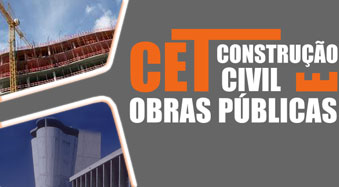 CET CONSTRUÇÃO
CIVIL E
OBRAS PÚBLICAS